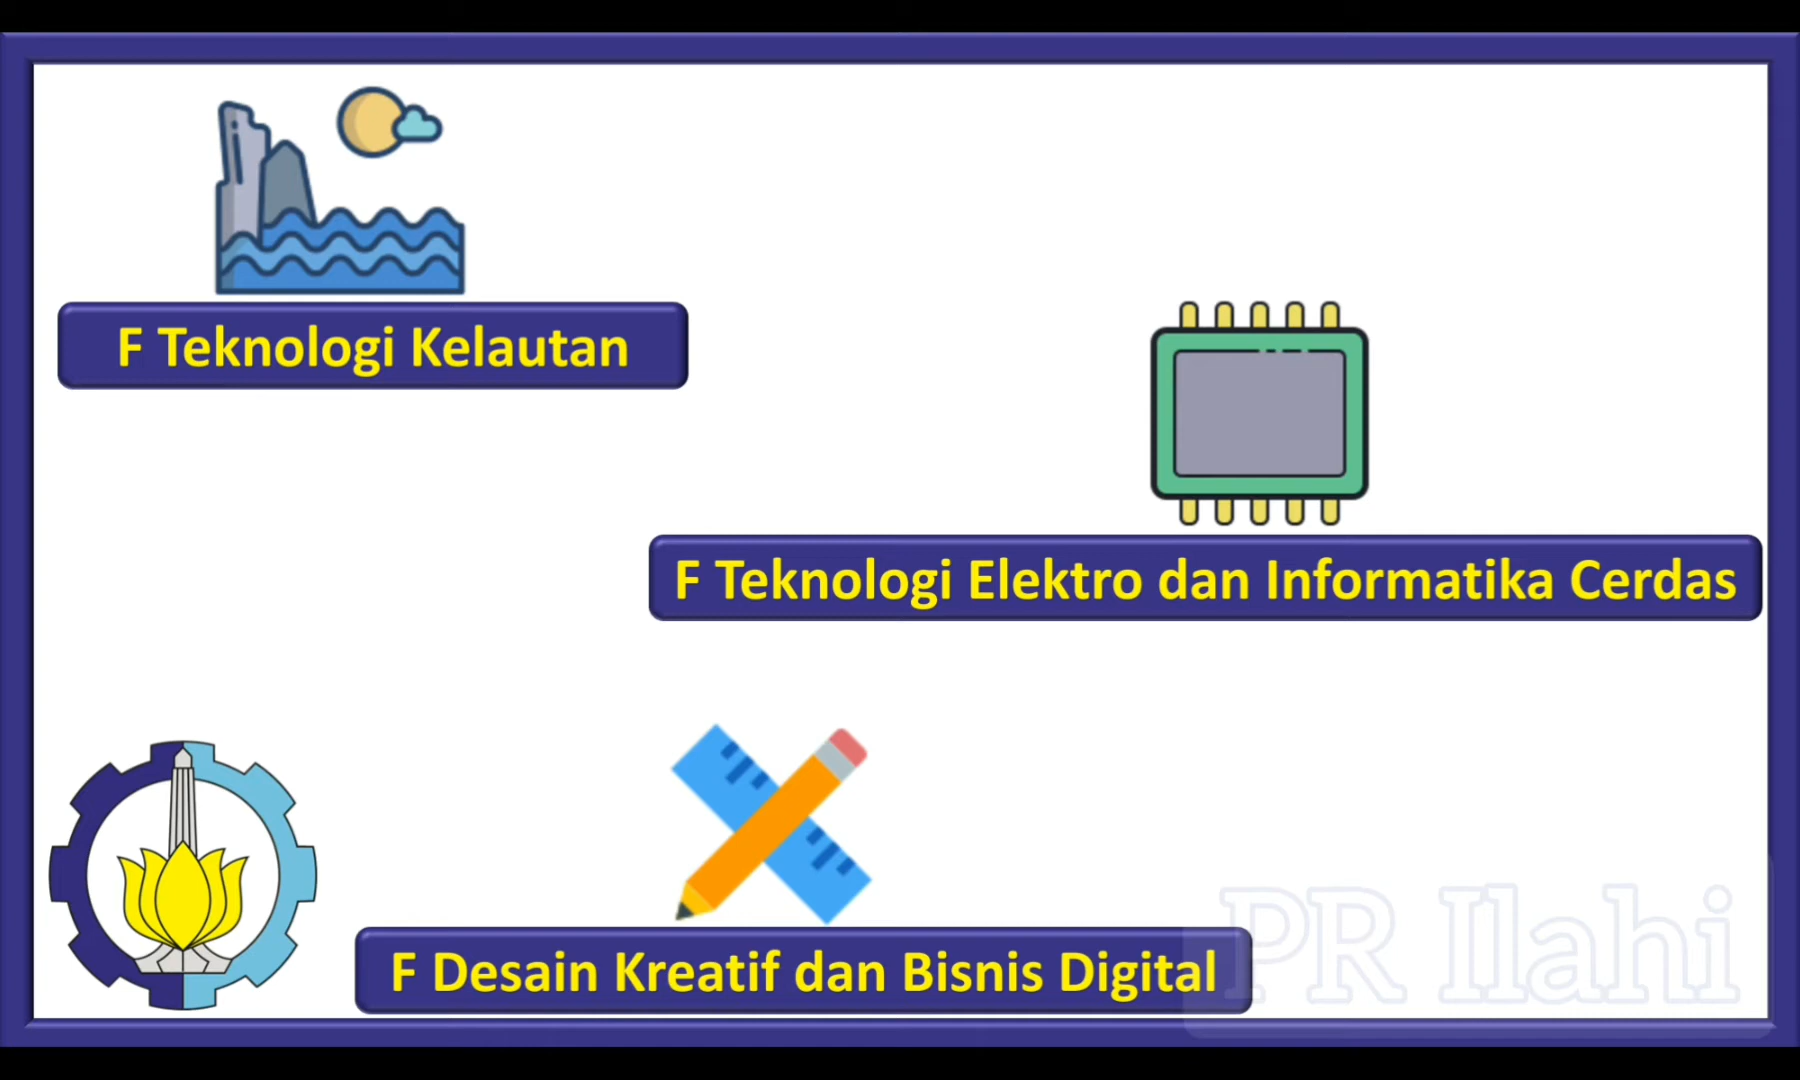 F Teknologi Kelautan
F Teknologi Elektro dan Informatika Cerdas
F Desain Kreatif dan Bisnis Digital
PR Ilahi